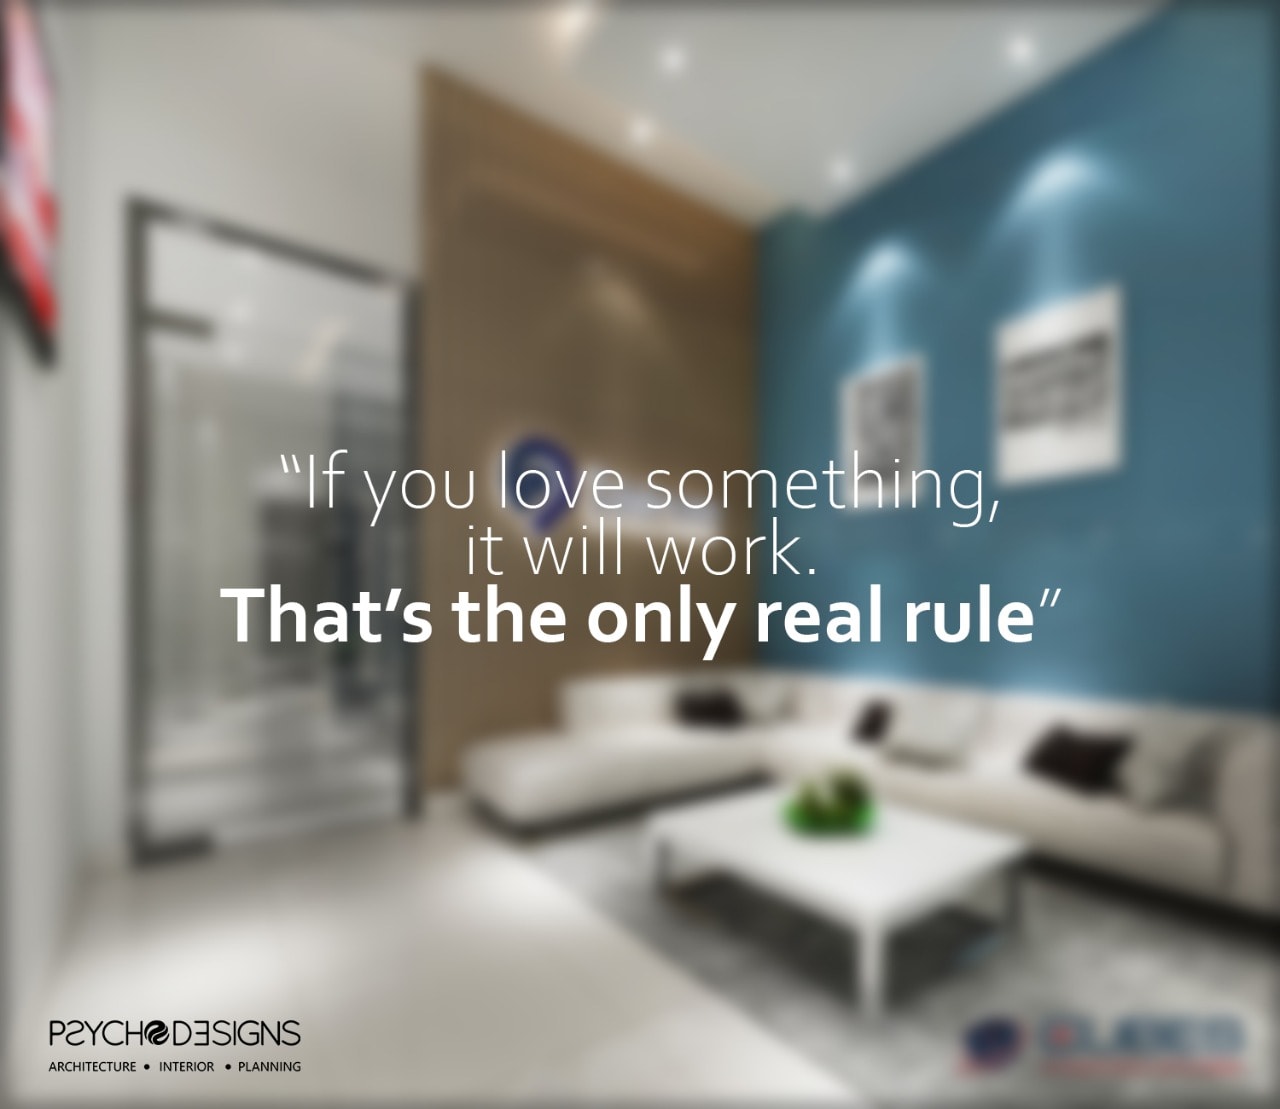 “If you love something,
it will work.
That’s the only real rule”
PSYCHODESIGNS
ARCHITECTURE • INTERIOR • PLANNING